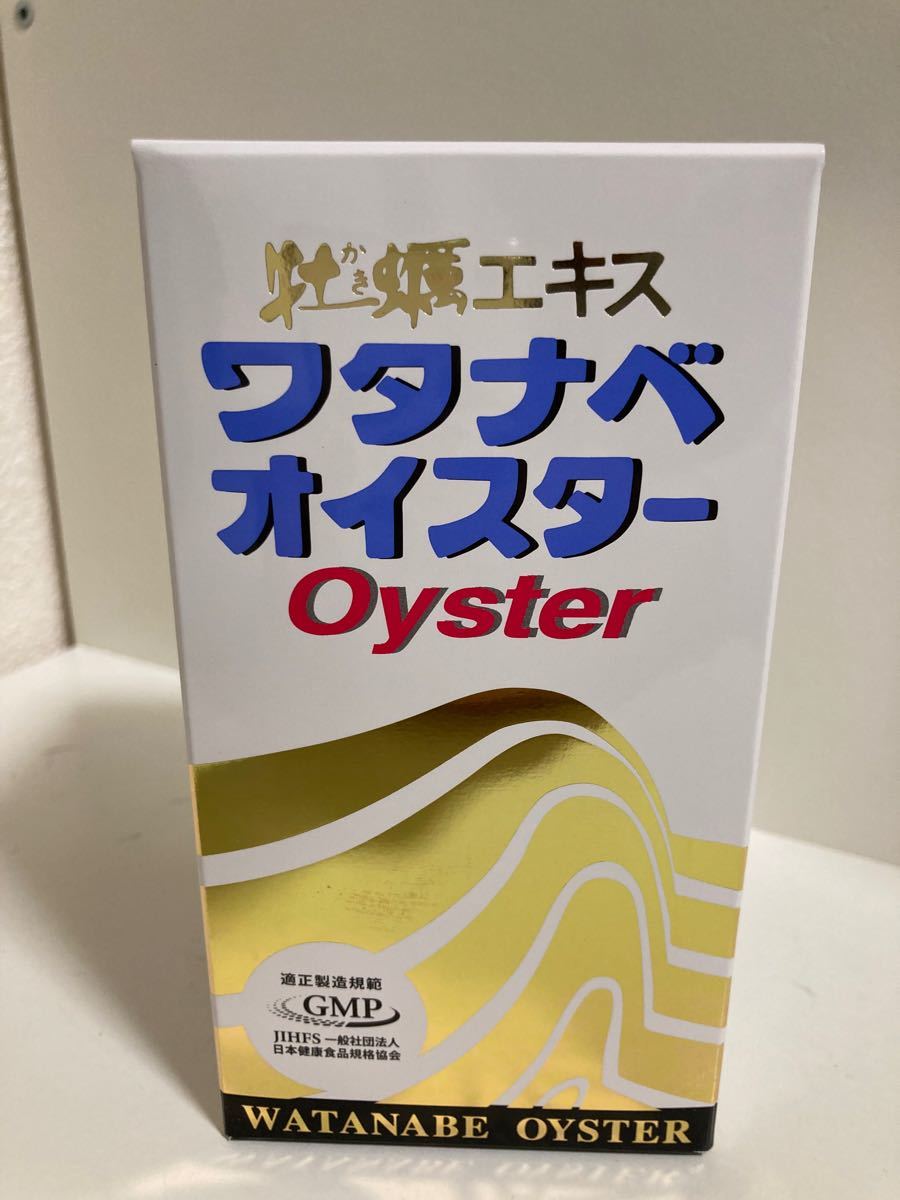 牡蠣エキス
かき
ワタナベ
オイスター
Oyster
適正製造規範
GMP
JIHFS 一般社団法人
日本健康食品規格協会
WATANABE OYSTER